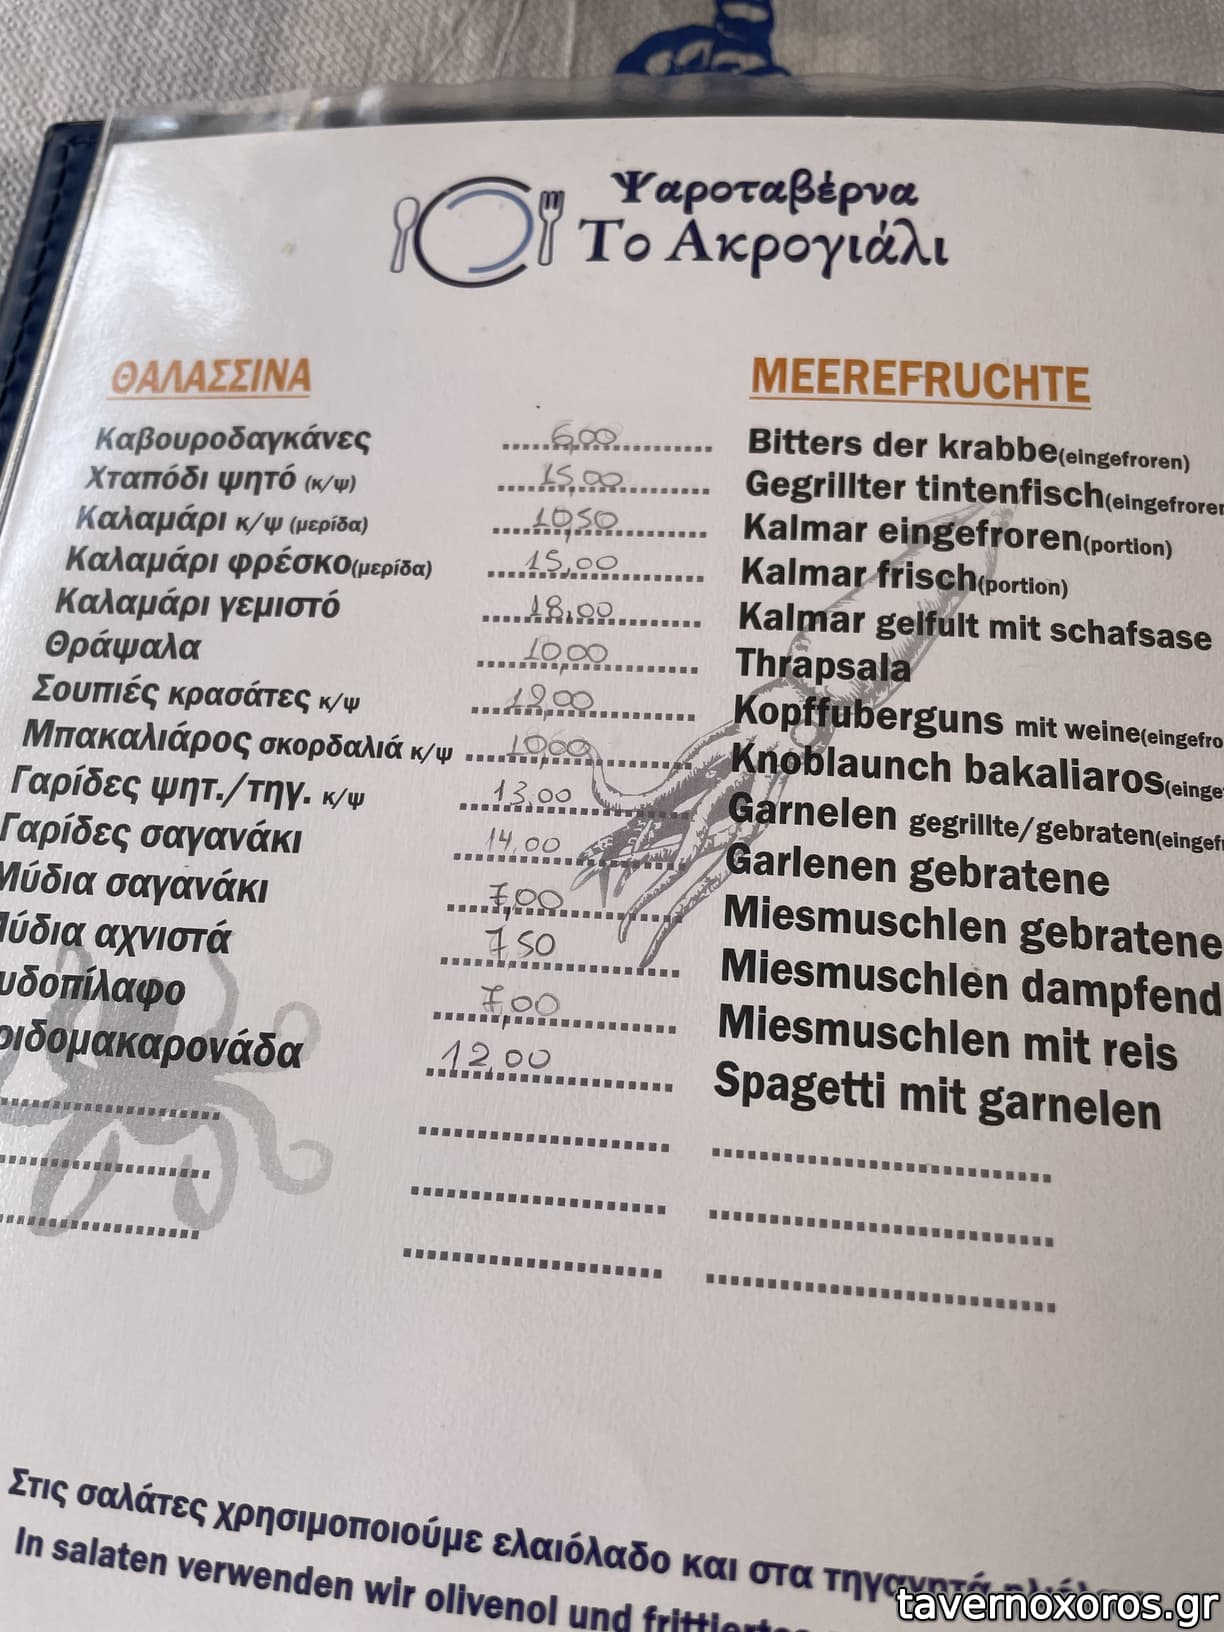 Ψαροταβέρνα
Το Ακρογιάλι
ΘΑΛΑΣΣΙΝΑ MEEREFRUCHTE
Καβουροδαγκάνες 6,00 Bitters der krabbe(eingefroren)
Χταπόδι ψητό (κ/ψ) 15,00 Gegrillter tintenfisch
Καλαμάρι κ/ψ (μερίδα) 10,50 Kalmar eingefroren(portion)
Καλαμάρι φρέσκο(μερίδα) 15,00 Kalmar frisch(portion)
Καλαμάρι γεμιστό 18,00 Kalmar gelfult mit schafsase
Θράψαλα 10,00 Thrapsala
Σουπιές κρασάτες κ/ψ 12,00 Kopffuberguns mit weine
Μπακαλιάρος σκορδαλιά κ/ψ 10,00 Knoblaunch bakaliaros
Γαρίδες ψητ./τηγ. κ/ψ 13,00 Garnelen gegrillte/gebraten
Γαρίδες σαγανάκι 14,00 Garlenen gebratene
Μύδια σαγανάκι 7,00 Miesmuschlen gebratene
αχνιστά 7,50 Miesmuschlen dampfend
7,00 Miesmuschlen mit reis
12,00 Spagetti mit garnelen
Στις σαλάτες χρησιμοποιούμε ελαιόλαδο και στα τηγανητά
In salaten verwenden wir olivenol und
tavernoxoros.gr